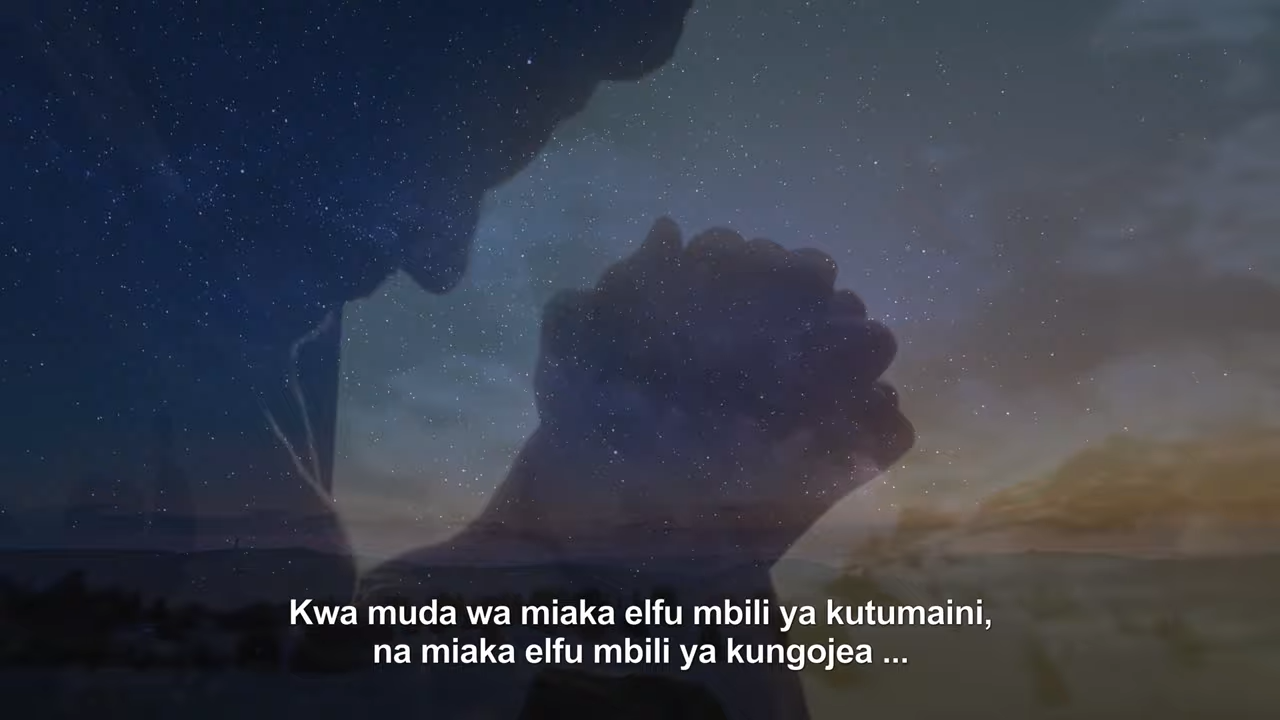 Kwa muda wa miaka elfu mbili ya kutumaini,
na miaka elfu mbili ya kungojea ...